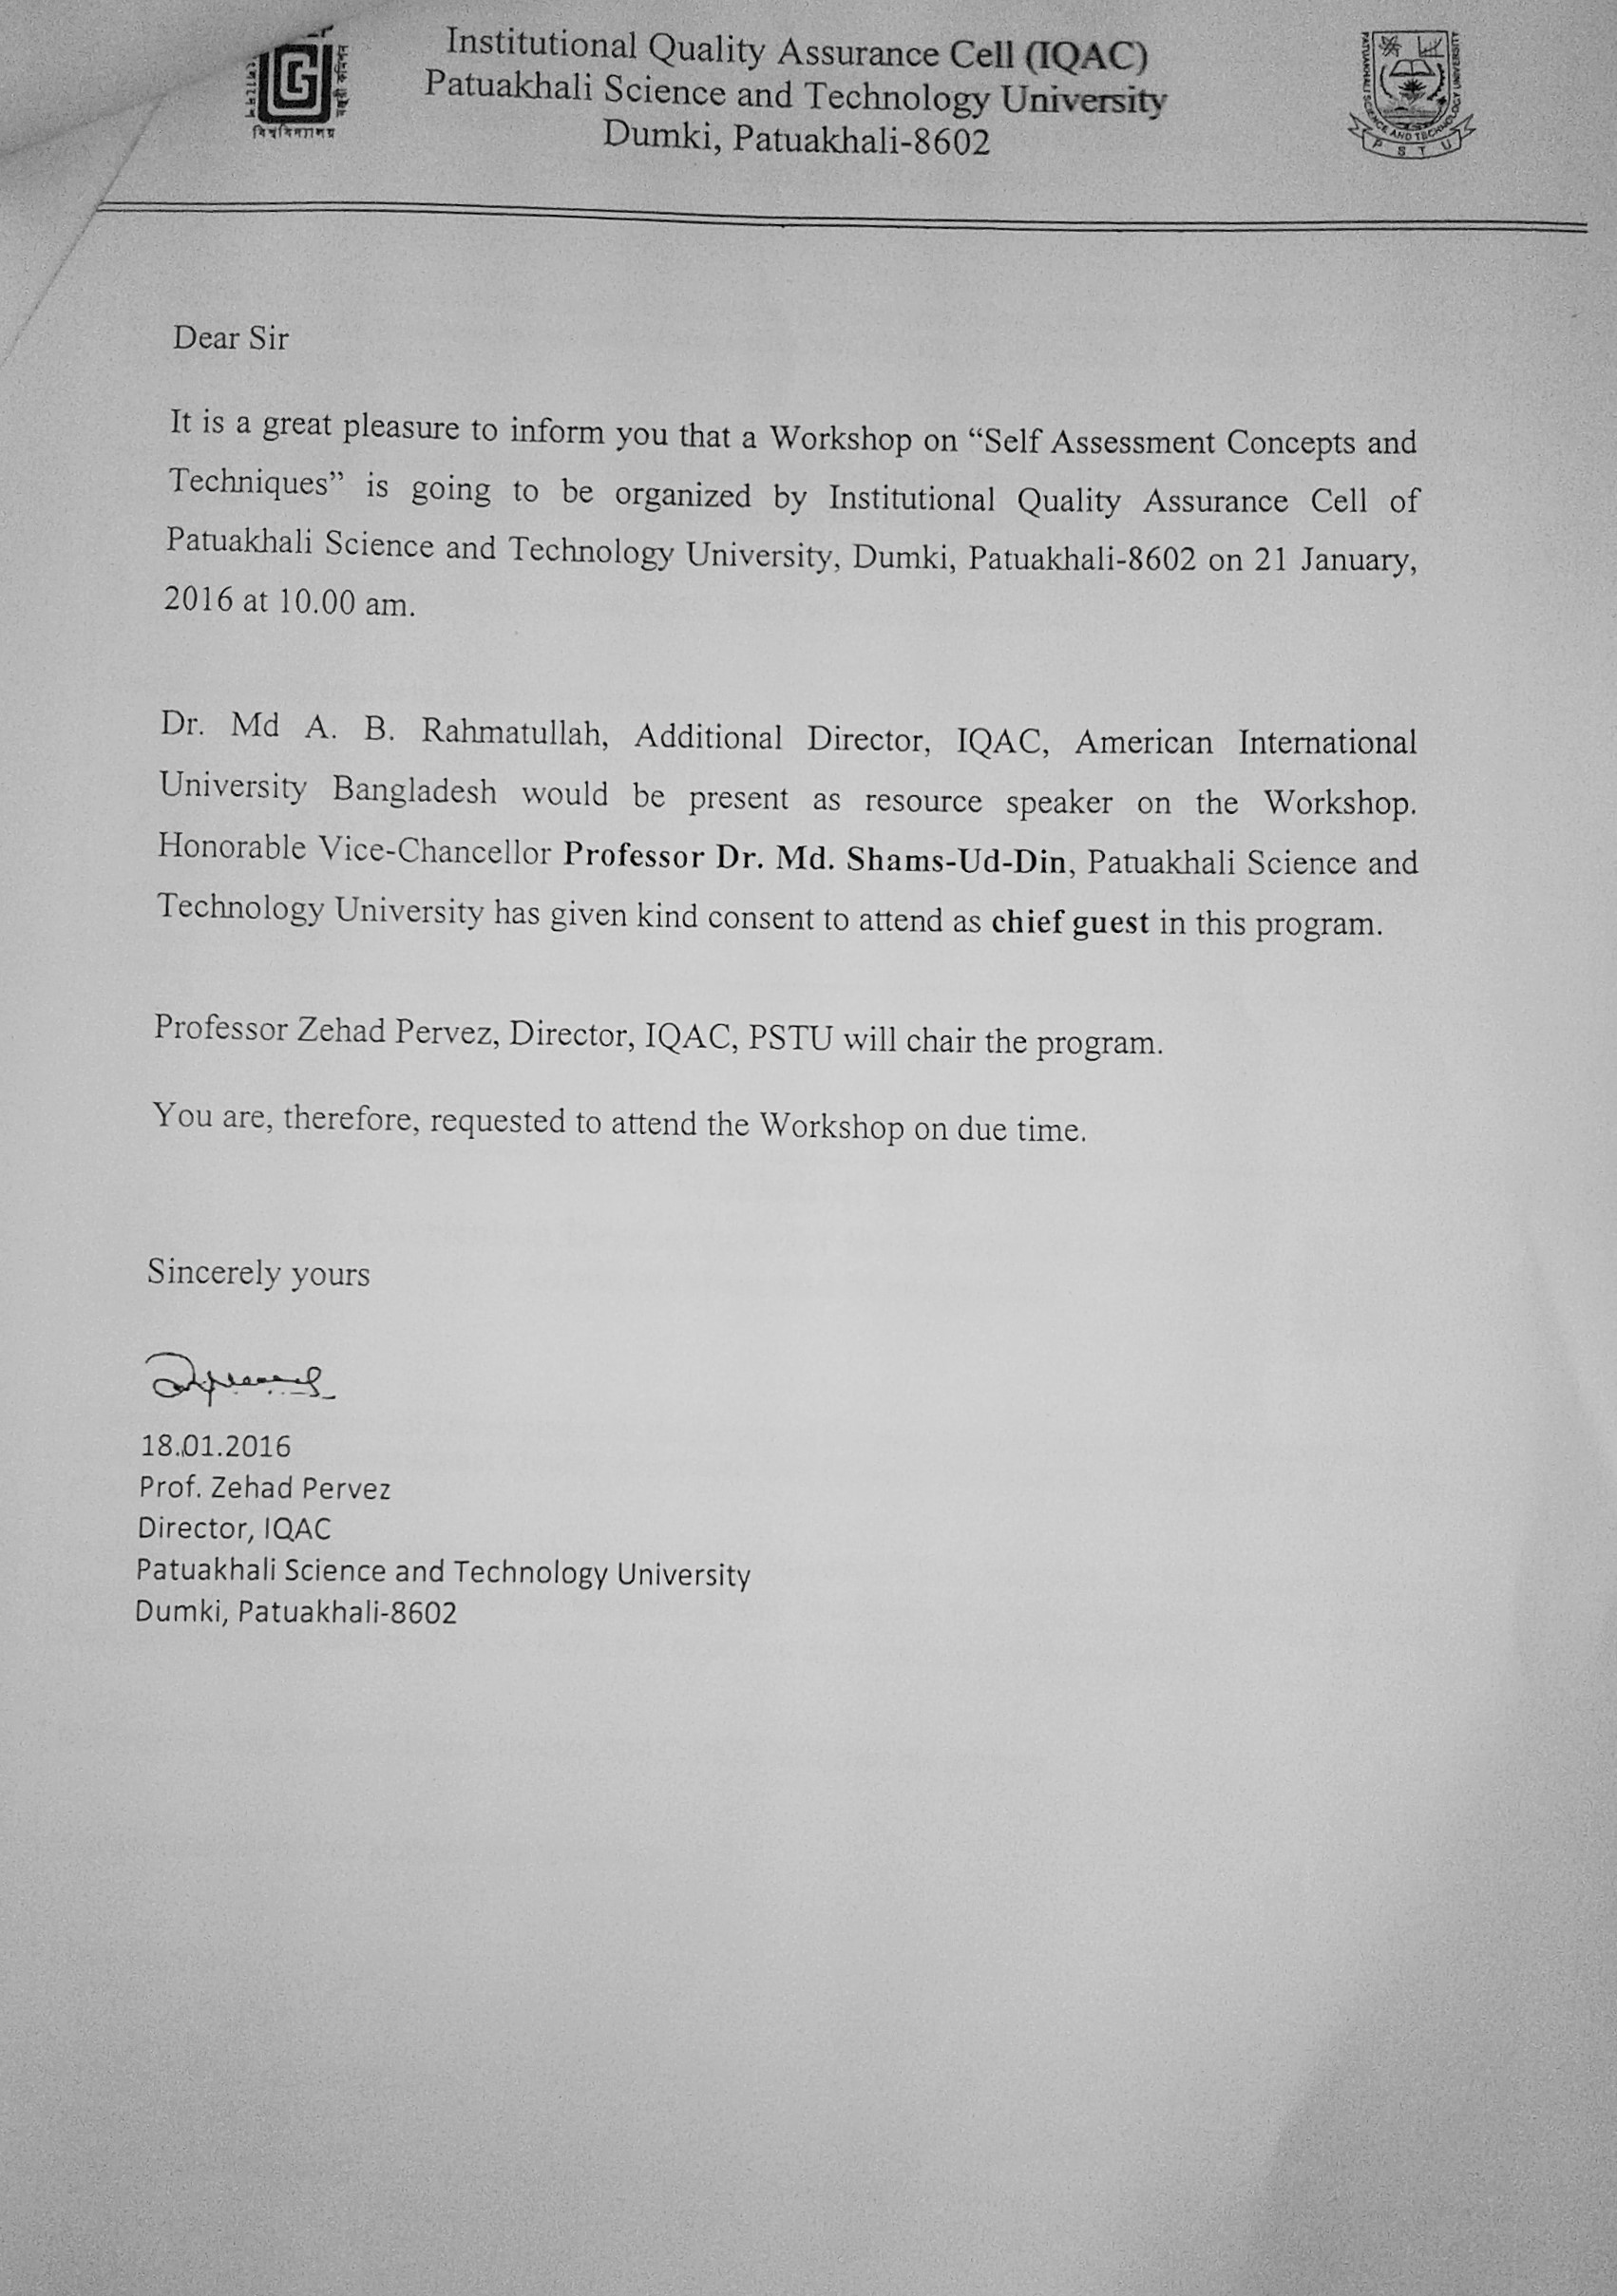 Institutional Quality Assurance Cell (IQAC)
Patuakhali Science and Technology University
Dumki, Patuakhali-8602
মঞ্জুরী কমিশন
বিশ্ববিদ্যালয়
PATUAKHALI SCIENCE AND TECHNOLOGY UNIVERSITY
P S T U
Dear Sir
It is a great pleasure to inform you that a Workshop on “Self Assessment Concepts and
Techniques” is going to be organized by Institutional Quality Assurance Cell of
Patuakhali Science and Technology University, Dumki, Patuakhali-8602 on 21 January,
2016 at 10.00 am.
Dr. Md A. B. Rahmatullah, Additional Director, IQAC, American International
University Bangladesh would be present as resource speaker on the Workshop.
Honorable Vice-Chancellor Professor Dr. Md. Shams-Ud-Din, Patuakhali Science and
Technology University has given kind consent to attend as chief guest in this program.
Professor Zehad Pervez, Director, IQAC, PSTU will chair the program.
You are, therefore, requested to attend the Workshop on due time.
Sincerely yours
18.01.2016
Prof. Zehad Pervez
Director, IQAC
Patuakhali Science and Technology University
Dumki, Patuakhali-8602